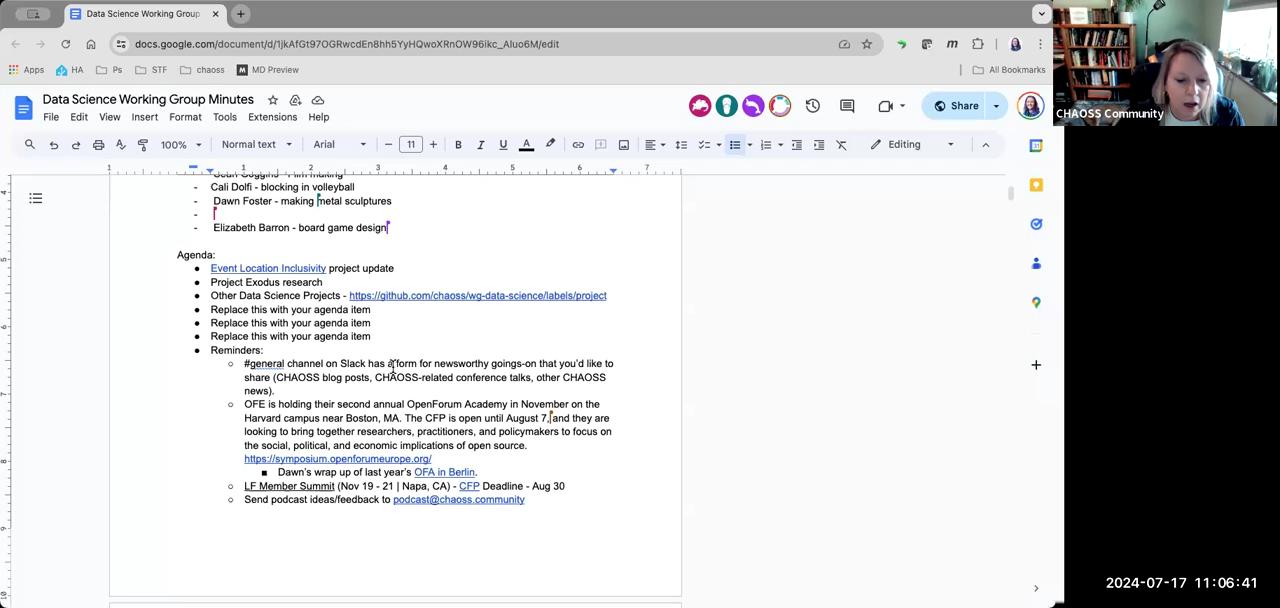 Data Science Working Group
docs.google.com/document/d/1jkAfGt97OGRwcdEn8hh5YyHQwoXRnOW96ikc_Aluo6M/edit
Apps
HA
Ps
STF
chaoss
MD Preview
All Bookmarks
CHAOSS Community
Data Science Working Group Minutes
File Edit View Insert Format Tools Extensions Help
Share
100% Normal text Arial 11 Editing
1 1 2 3 4 5 6 7
- Cali Dolfi - blocking in volleyball
- Dawn Foster - making metal sculptures
-
- Elizabeth Barron - board game design
Agenda:
● Event Location Inclusivity project update
● Project Exodus research
● Other Data Science Projects - https://github.com/chaoss/wg-data-science/labels/project
● Replace this with your agenda item
● Replace this with your agenda item
● Replace this with your agenda item
● Reminders:
○ #general channel on Slack has a form for newsworthy goings-on that you'd like to
share (CHAOSS blog posts, CHAOSS-related conference talks, other CHAOSS
news).
○ OFE is holding their second annual OpenForum Academy in November on the
Harvard campus near Boston, MA. The CFP is open until August 7, and they are
looking to bring together researchers, practitioners, and policymakers to focus on
the social, political, and economic implications of open source.
https://symposium.openforumeurope.org/
■ Dawn's wrap up of last year's OFA in Berlin.
○ LF Member Summit (Nov 19 - 21 | Napa, CA) - CFP Deadline - Aug 30
○ Send podcast ideas/feedback to podcast@chaoss.community
2024-07-17 11:06:41